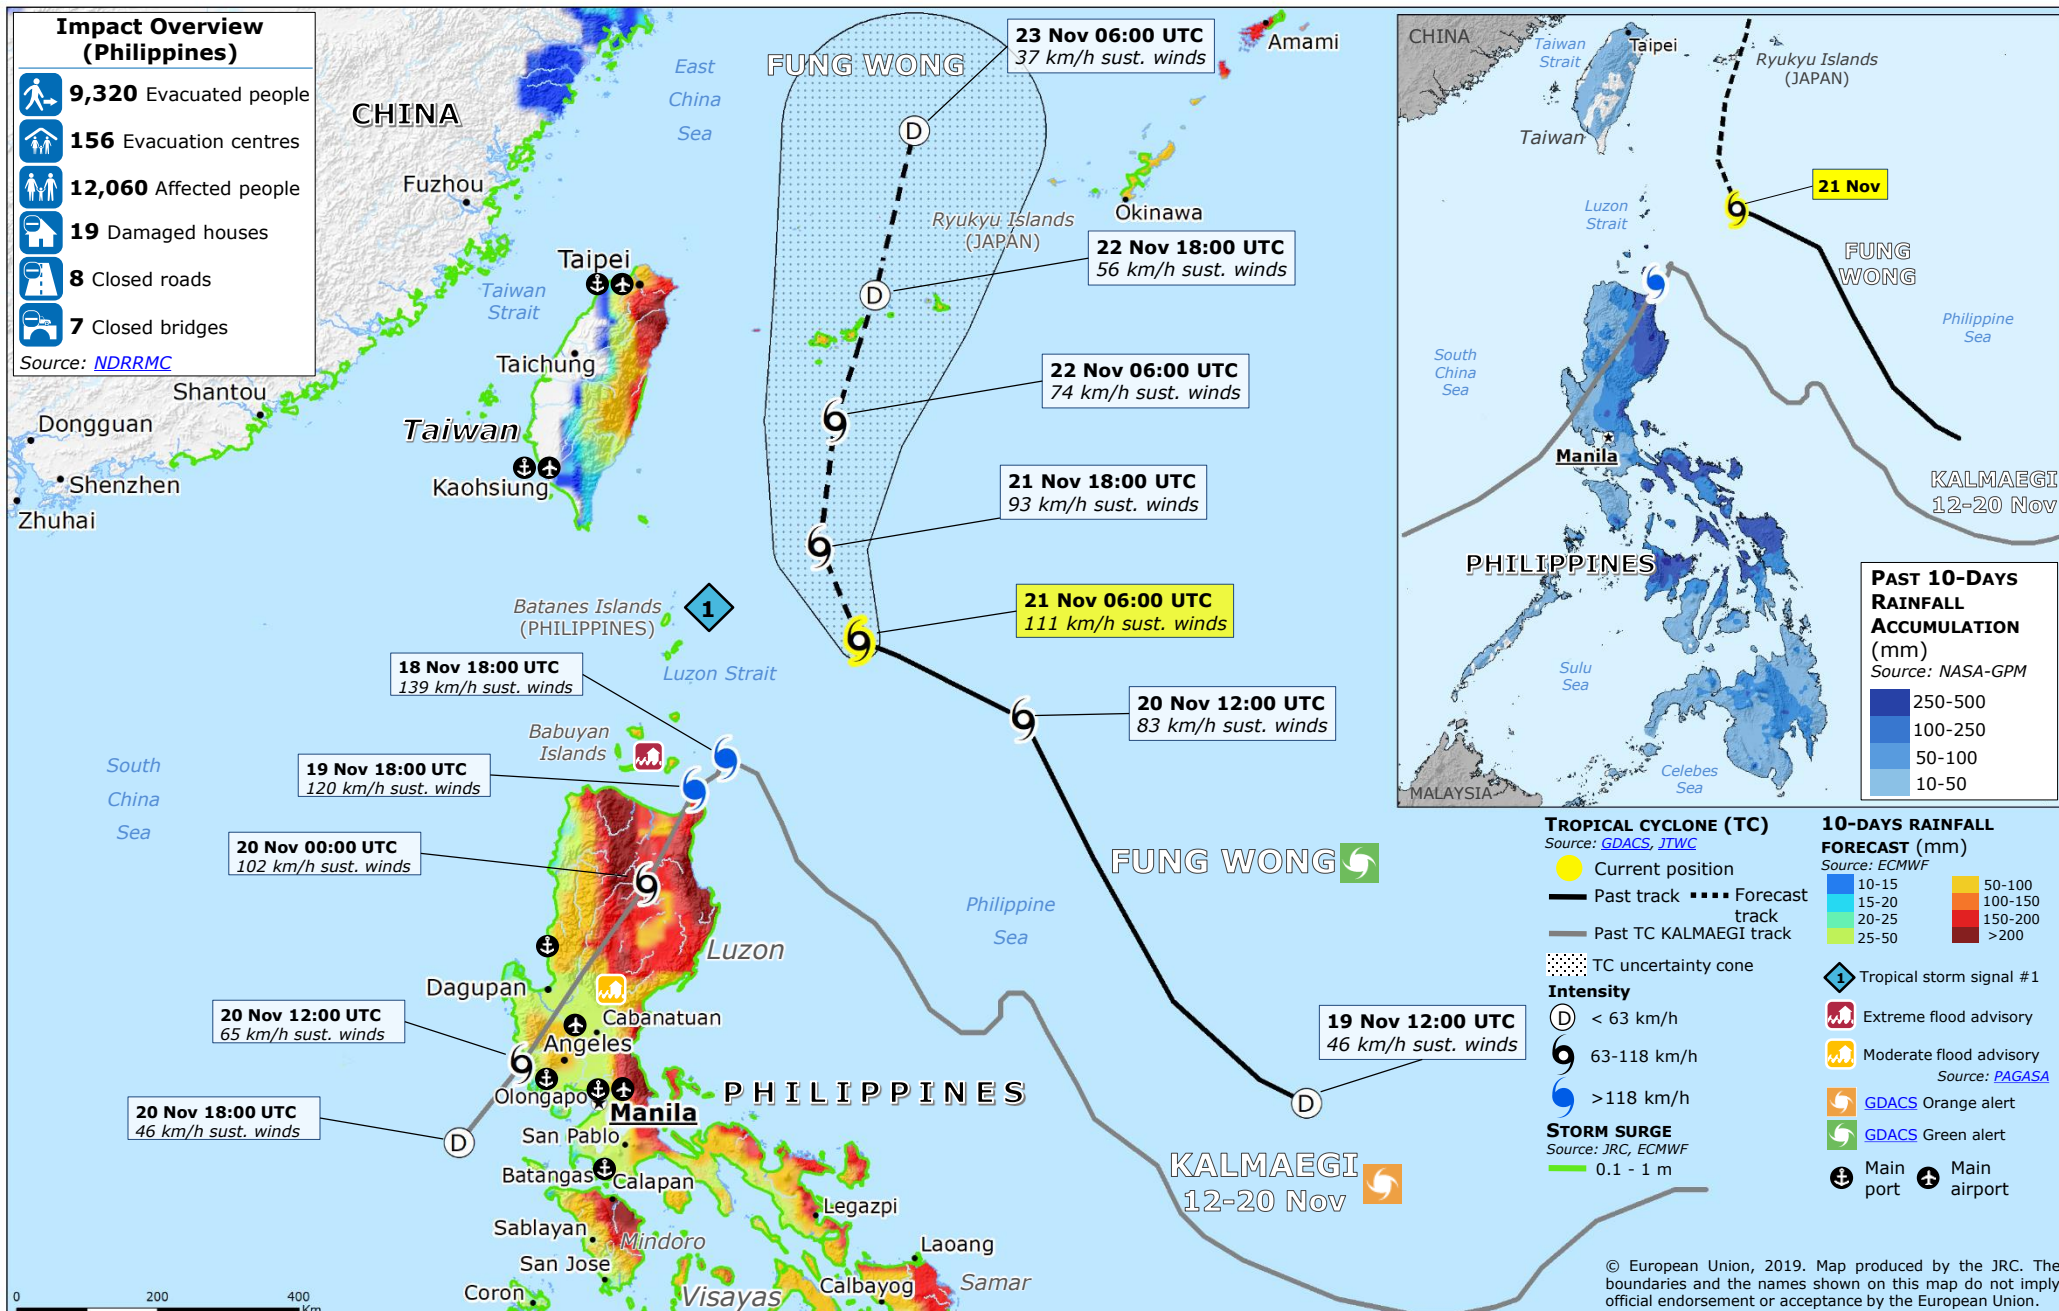 Impact Overview
(Philippines)
9,320 Evacuated people
156 Evacuation centres
12,060 Affected people
19 Damaged houses
8 Closed roads
7 Closed bridges
Source: NDRRMC
CHINA
East
China
Sea
FUNG WONG
23 Nov 06:00 UTC
37 km/h sust. winds
Amami
D
Fuzhou
Okinawa
Ryukyu Islands
(JAPAN)
22 Nov 18:00 UTC
56 km/h sust. winds
D
Taipei
Taiwan
Strait
Taichung
22 Nov 06:00 UTC
74 km/h sust. winds
Shantou
Dongguan
Taiwan
Shenzhen
Kaohsiung
Zhuhai
21 Nov 18:00 UTC
93 km/h sust. winds
Batanes Islands
(PHILIPPINES)
1
21 Nov 06:00 UTC
111 km/h sust. winds
18 Nov 18:00 UTC
139 km/h sust. winds
Luzon Strait
20 Nov 12:00 UTC
83 km/h sust. winds
Babuyan
Islands
South
China
Sea
19 Nov 18:00 UTC
120 km/h sust. winds
20 Nov 00:00 UTC
102 km/h sust. winds
FUNG WONG
Philippine
Sea
Luzon
Dagupan
Cabanatuan
20 Nov 12:00 UTC
65 km/h sust. winds
Angeles
19 Nov 12:00 UTC
46 km/h sust. winds
D
Olongapo
Manila
PHILIPPINES
20 Nov 18:00 UTC
46 km/h sust. winds
D
San Pablo
Batangas
Calapan
KALMAEGI
12-20 Nov
Legazpi
Sablayan
Mindoro
San Jose
Laoang
Coron
Visayas
Calbayog
Samar
0 200 400
Km
CHINA
Taiwan
Strait
Taipei
Ryukyu Islands
(JAPAN)
Taiwan
21 Nov
Luzon
Strait
FUNG
WONG
Philippine
Sea
South
China
Sea
Manila
KALMAEGI
12-20 Nov
PHILIPPINES
Sulu
Sea
Celebes
Sea
MALAYSIA
PAST 10-DAYS
RAINFALL
ACCUMULATION
(mm)
Source: NASA-GPM
250-500
100-250
50-100
10-50
TROPICAL CYCLONE (TC)
Source: GDACS, JTWC
Current position
Past track
Forecast
track
Past TC KALMAEGI track
TC uncertainty cone
Intensity
D < 63 km/h
63-118 km/h
>118 km/h
STORM SURGE
Source: JRC, ECMWF
0.1 - 1 m
10-DAYS RAINFALL
FORECAST (mm)
Source: ECMWF
10-15
15-20
20-25
25-50
50-100
100-150
150-200
>200
1 Tropical storm signal #1
Extreme flood advisory
Moderate flood advisory
Source: PAGASA
GDACS Orange alert
GDACS Green alert
Main
port
Main
airport
© European Union, 2019. Map produced by the JRC. The
boundaries and the names shown on this map do not imply
official endorsement or acceptance by the European Union.